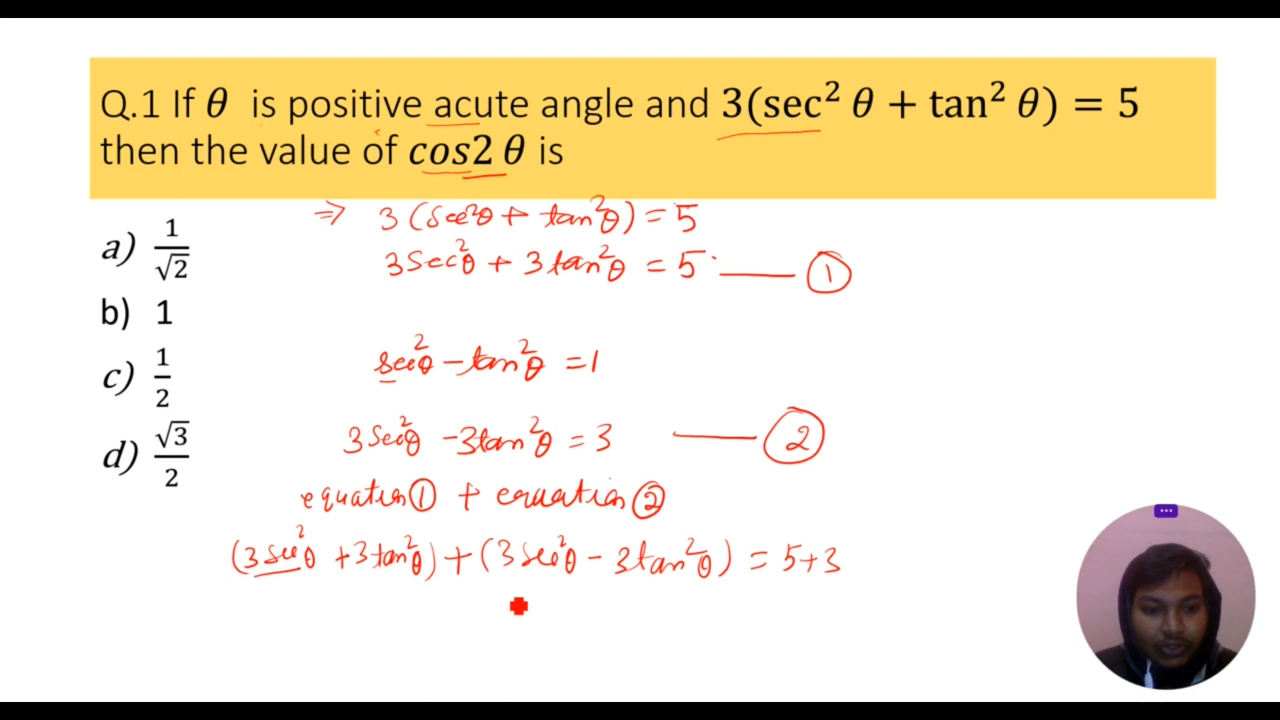 Q.1 If θ is positive acute angle and 3(sec² θ + tan² θ) = 5
then the value of cos2 θ is
a) 1/√2
b) 1
c) 1/2
d) √3/2
⇒ 3 (sec²θ + tan²θ) = 5
3sec²θ + 3tan²θ = 5 — ①
sec²θ − tan²θ = 1
3sec²θ − 3tan²θ = 3 — ②
equation ① + equation ②
(3sec²θ + 3tan²θ) + (3sec²θ − 3tan²θ) = 5+3